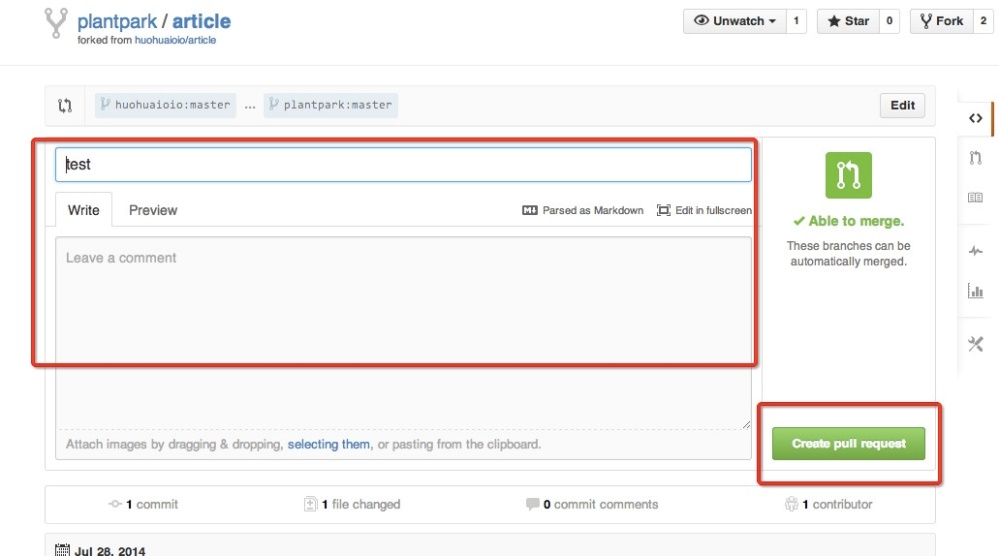 plantpark / article
forked from huohuaioio/article
Unwatch 1 Star 0 Fork 2
huohuaioio:master ... plantpark:master Edit
test
Write Preview Parsed as Markdown Edit in fullscreen
Leave a comment
Able to merge.
These branches can be
automatically merged.
Attach images by dragging & dropping, selecting them, or pasting from the clipboard.
Create pull request
1 commit 1 file changed 0 commit comments 1 contributor
Jul 28, 2014